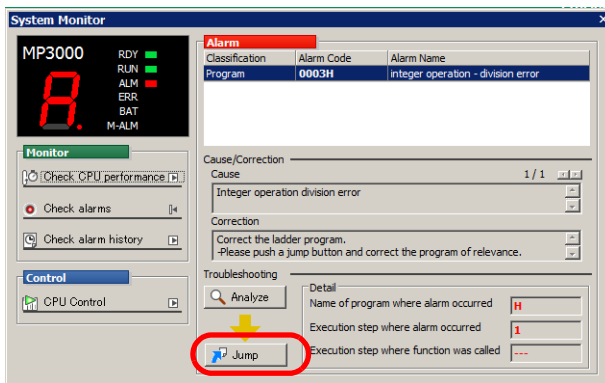 System Monitor
MP3000
RDY
RUN
ALM
ERR
BAT
M-ALM
A.
Monitor
Check CPU performance
Check alarms
Check alarm history
Control
CPU Control
Alarm
Classification Alarm Code Alarm Name
Program 0003H integer operation - division error
Cause/Correction
Cause 1 / 1
Integer operation division error
Correction
Correct the ladder program.
-Please push a jump button and correct the program of relevance.
Troubleshooting
Analyze
Jump
Detail
Name of program where alarm occurred H
Execution step where alarm occurred 1
Execution step where function was called ---